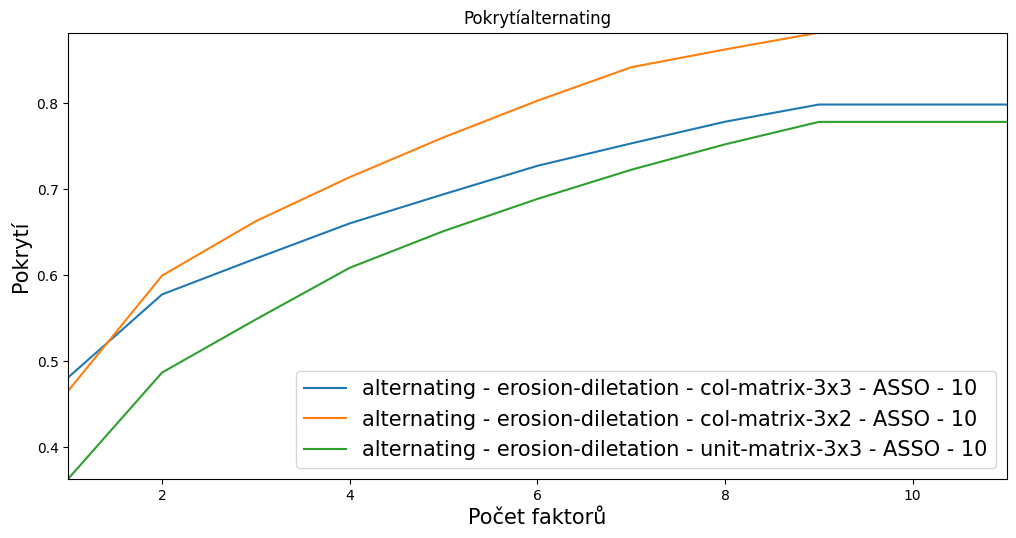 Pokrytíalternating
Pokrytí
0.8
0.7
0.6
0.5
0.4
alternating - erosion-diletation - col-matrix-3x3 - ASSO - 10
alternating - erosion-diletation - col-matrix-3x2 - ASSO - 10
alternating - erosion-diletation - unit-matrix-3x3 - ASSO - 10
2 4 6 8 10
Počet faktorů